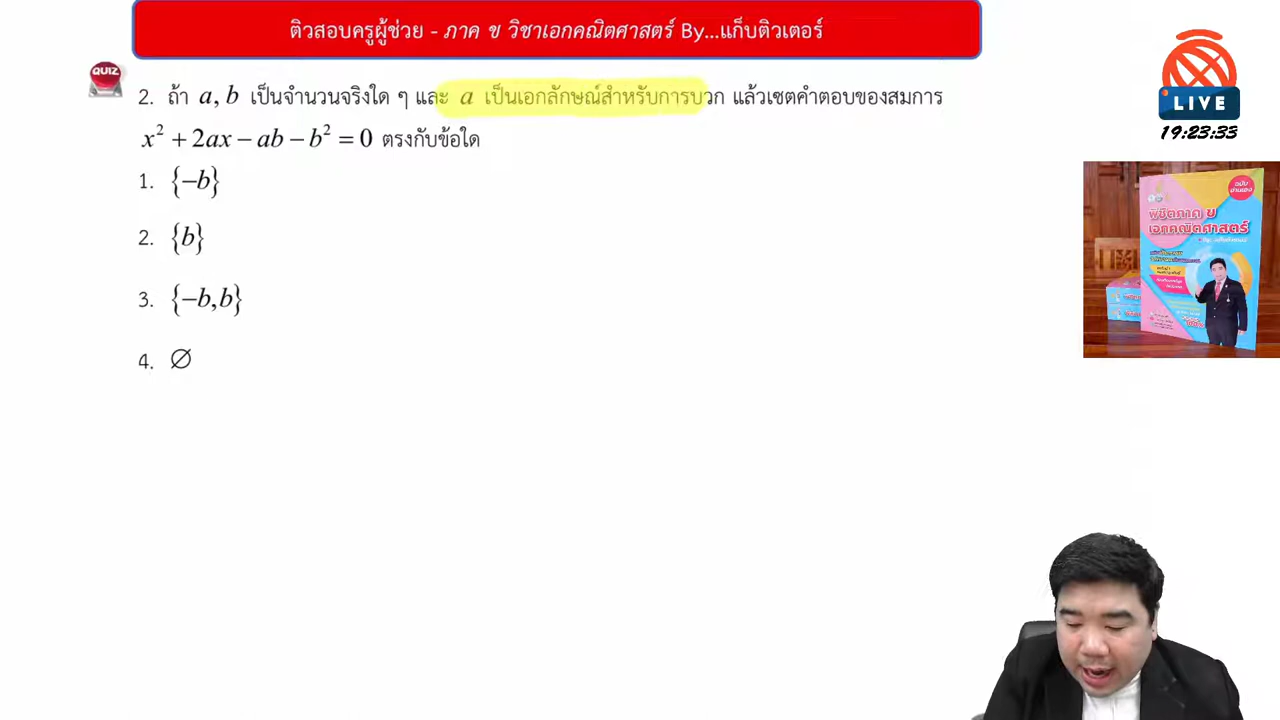 ติวสอบครูผู้ช่วย - ภาค ข วิชาเอกคณิตศาสตร์ By...แก็บติวเตอร์
QUIZ
2. ถ้า a, b เป็นจำนวนจริงใด ๆ และ a เป็นเอกลักษณ์สำหรับการบวก แล้วเซตคำตอบของสมการ
x² + 2ax − ab − b² = 0 ตรงกับข้อใด
1. {−b}
2. {b}
3. {−b, b}
4. ∅
LIVE
19:23:33
พิชิตภาค ข
เอกคณิตศาสตร์